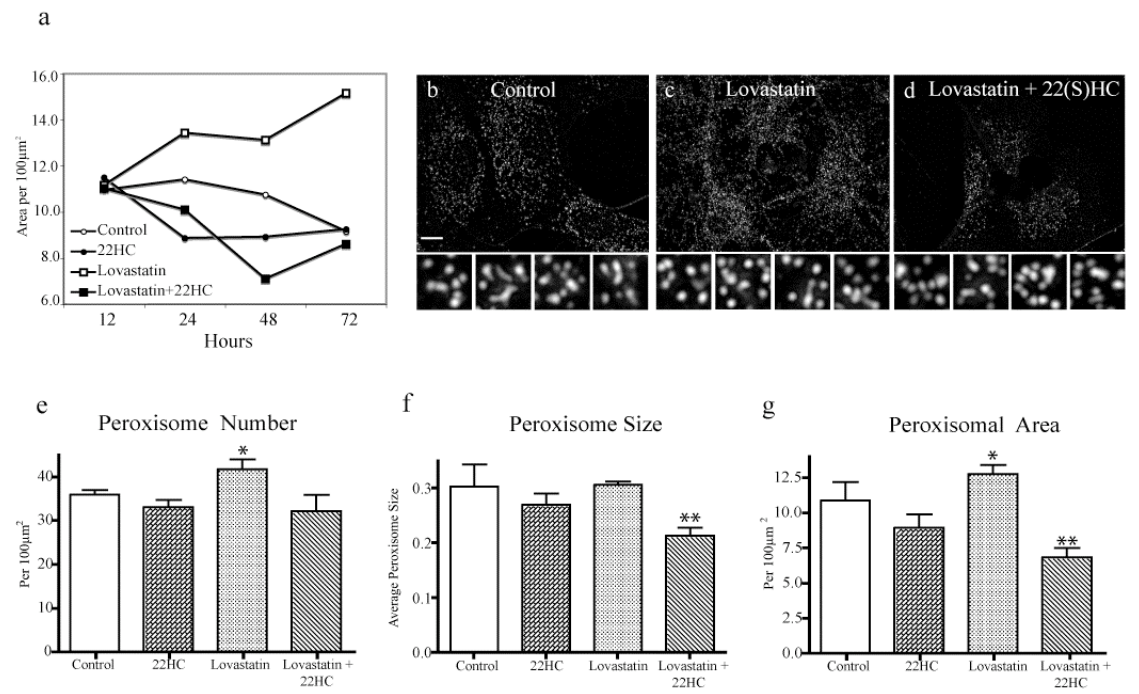 a
16.0
14.0
12.0
10.0
8.0
6.0
Area per 100µm²
Control
22HC
Lovastatin
Lovastatin+22HC
12 24 48 72
Hours
b Control
c Lovastatin
d Lovastatin + 22(S)HC
e
Peroxisome Number
Per 100µm²
40
30
20
10
0
*
Control 22HC Lovastatin Lovastatin +
22HC
f
Peroxisome Size
Average Peroxisome Size
0.3
0.2
0.1
0.0
**
Control 22HC Lovastatin Lovastatin +
22HC
g
Peroxisomal Area
Per 100µm ²
12.5
10.0
7.5
5.0
2.5
0.0
*
**
Control 22HC Lovastatin Lovastatin +
22HC